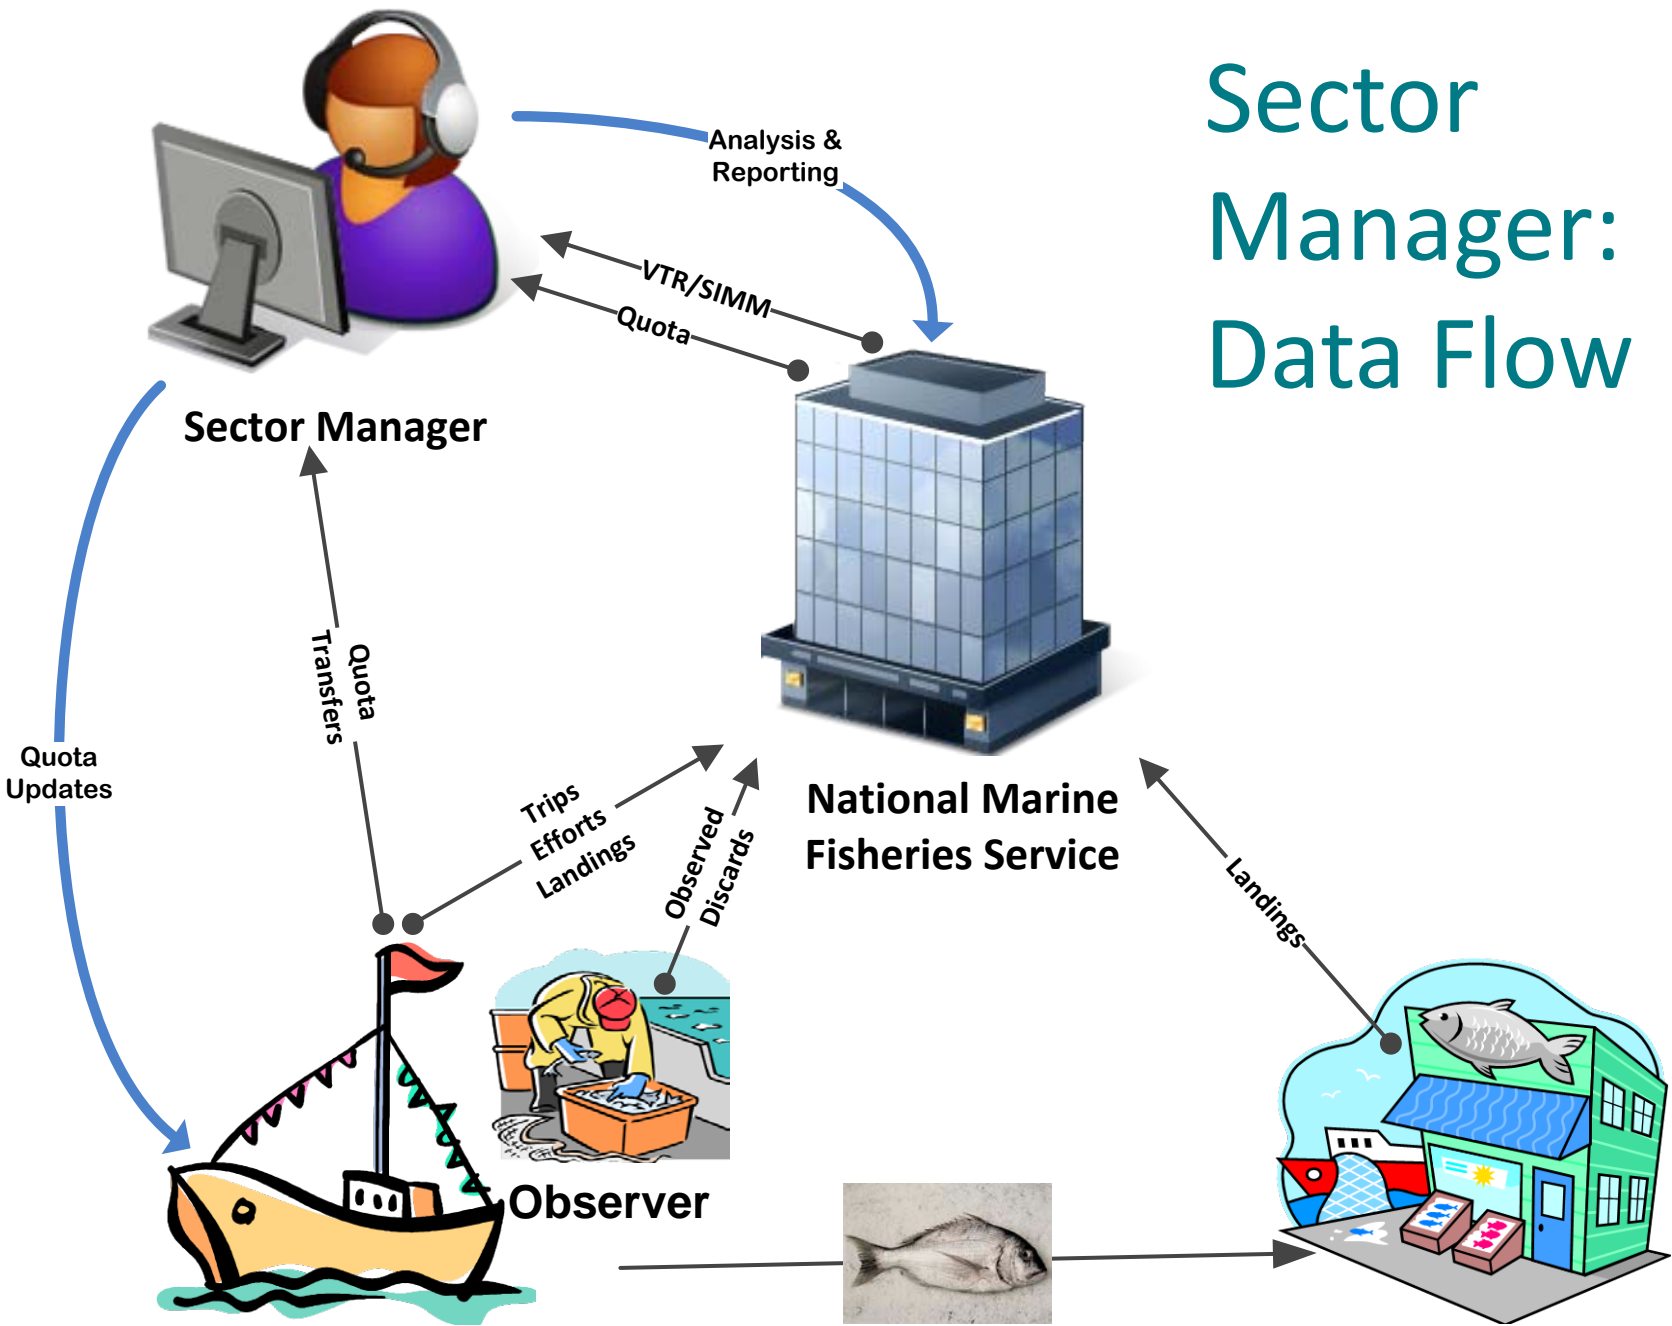 Sector
Manager:
Data Flow
Analysis &
Reporting
VTR/SIMM
Quota
Sector Manager
Quota
Transfers
Quota
Updates
Trips
Efforts
Landings
Observed
Discards
National Marine
Fisheries Service
Landings
Observer